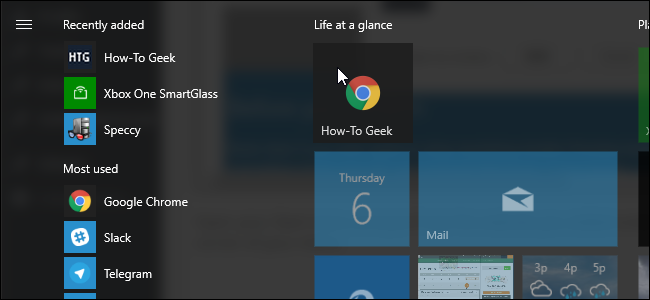 Recently added
HTG How-To Geek
Xbox One SmartGlass
Speccy
Most used
Google Chrome
Slack
Telegram
Life at a glance
How-To Geek
Thursday
6
Mail
3p 4p 5p
Pl